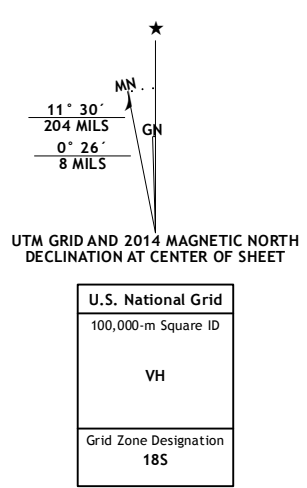 MN
GN
11° 30´
204 MILS
0° 26´
8 MILS
UTM GRID AND 2014 MAGNETIC NORTH
DECLINATION AT CENTER OF SHEET
U.S. National Grid
100,000-m Square ID
VH
Grid Zone Designation
18S